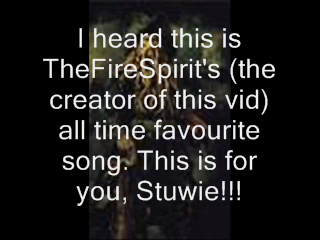 I heard this is
TheFireSpirit's (the
creator of this vid)
all time favourite
song. This is for
you, Stuwie!!!